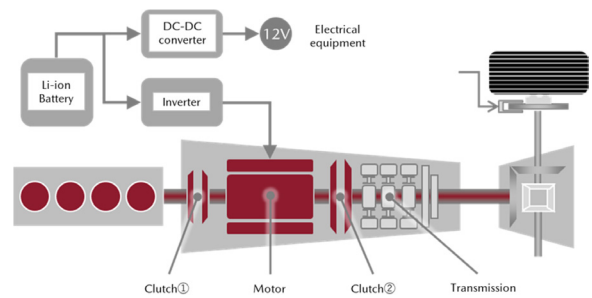 DC-DC
converter
12V
Electrical
equipment
Li-ion
Battery
Inverter
Clutch①
Motor
Clutch②
Transmission